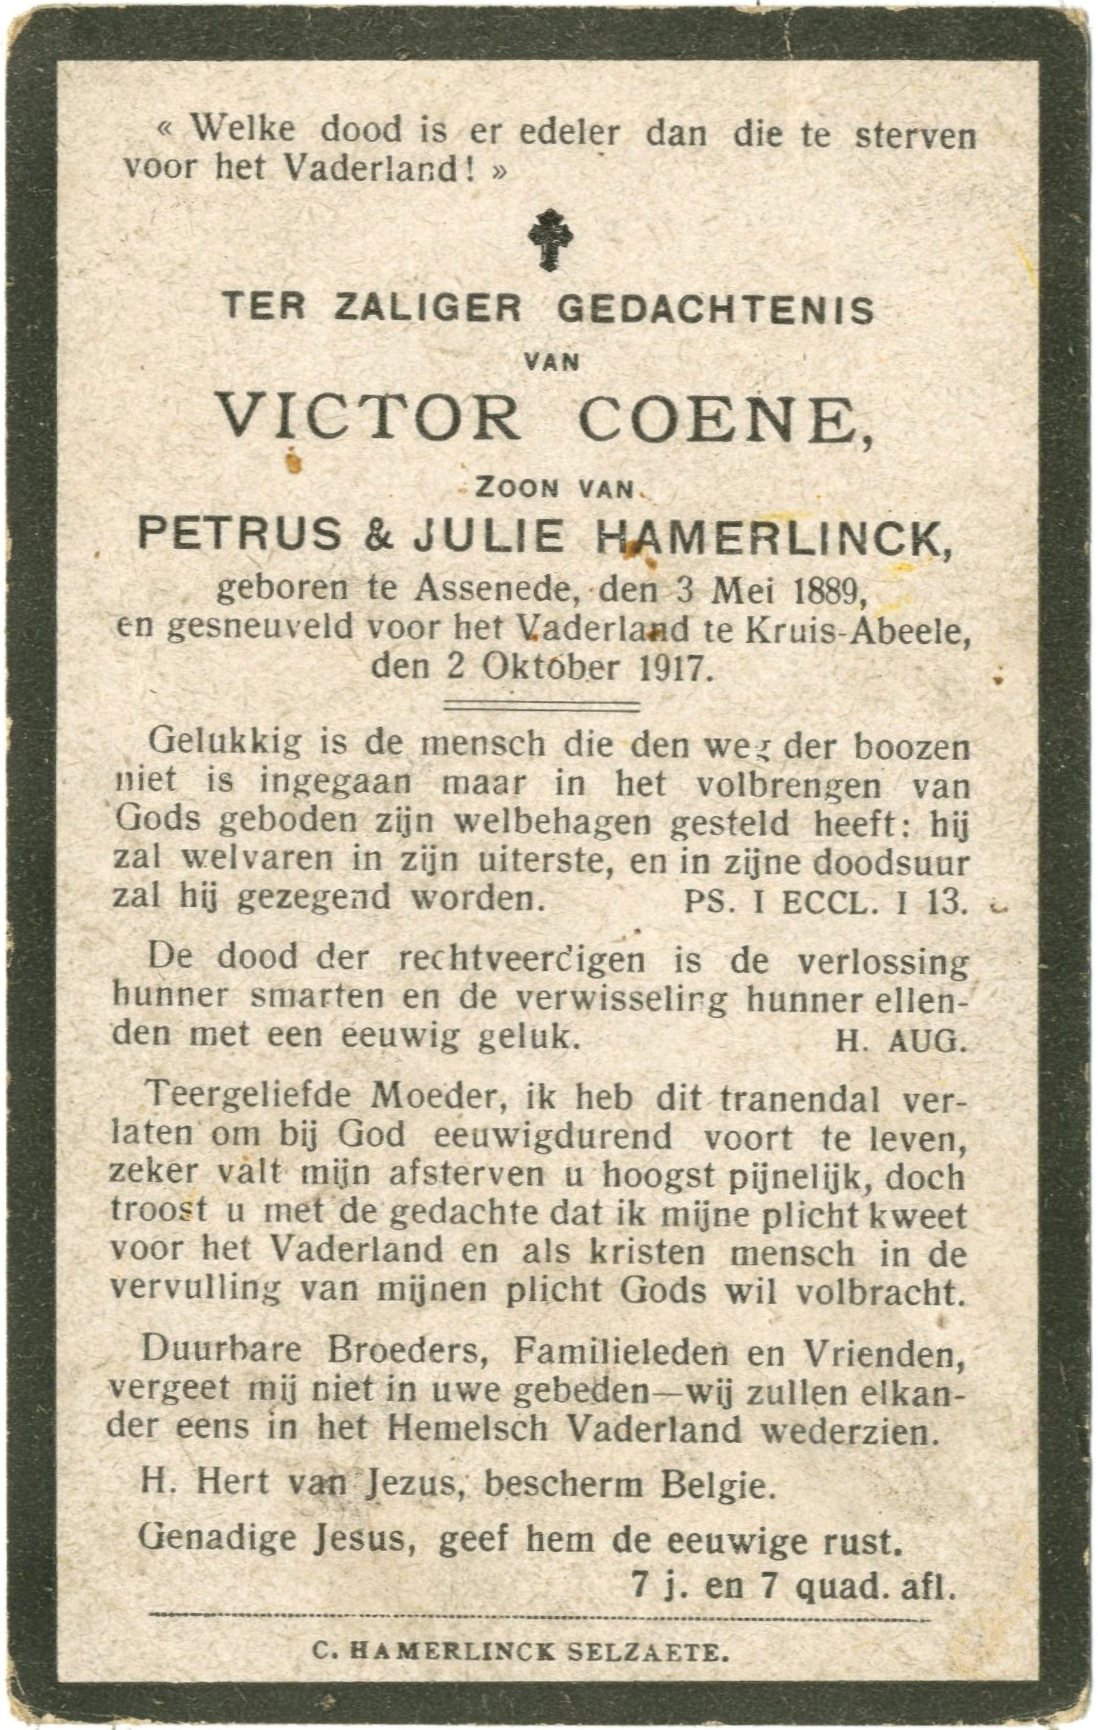 « Welke dood is er edeler dan die te sterven
voor het Vaderland! »
TER ZALIGER GEDACHTENIS
VAN
VICTOR COENE,
ZOON VAN
PETRUS & JULIE HAMERLINCK,
geboren te Assenede, den 3 Mei 1889,
en gesneuveld voor het Vaderland te Kruis-Abeele,
den 2 Oktober 1917.
Gelukkig is de mensch die den weg der boozen
niet is ingegaan maar in het volbrengen van
Gods geboden zijn welbehagen gesteld heeft: hij
zal welvaren in zijn uiterste, en in zijne doodsuur
zal hij gezegend worden. PS. I ECCL. I 13.
De dood der rechtveerdigen is de verlossing
hunner smarten en de verwisseling hunner ellen-
den met een eeuwig geluk. H. AUG.
Teergeliefde Moeder, ik heb dit tranendal ver-
laten om bij God eeuwigdurend voort te leven,
zeker valt mijn afsterven u hoogst pijnelijk, doch
troost u met de gedachte dat ik mijne plicht kweet
voor het Vaderland en als kristen mensch in de
vervulling van mijnen plicht Gods wil volbracht.
Duurbare Broeders, Familieleden en Vrienden,
vergeet mij niet in uwe gebeden—wij zullen elkan-
der eens in het Hemelsch Vaderland wederzien.
H. Hert van Jezus, bescherm Belgie.
Genadige Jesus, geef hem de eeuwige rust.
7 j. en 7 quad. afl.
C. HAMERLINCK SELZAETE.